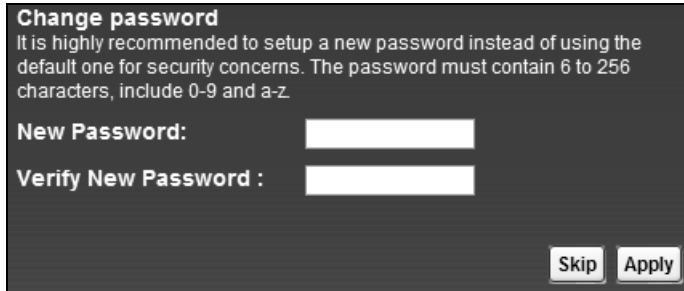 Change password
It is highly recommended to setup a new password instead of using the
default one for security concerns. The password must contain 6 to 256
characters, include 0-9 and a-z.
New Password:
Verify New Password :
Skip Apply